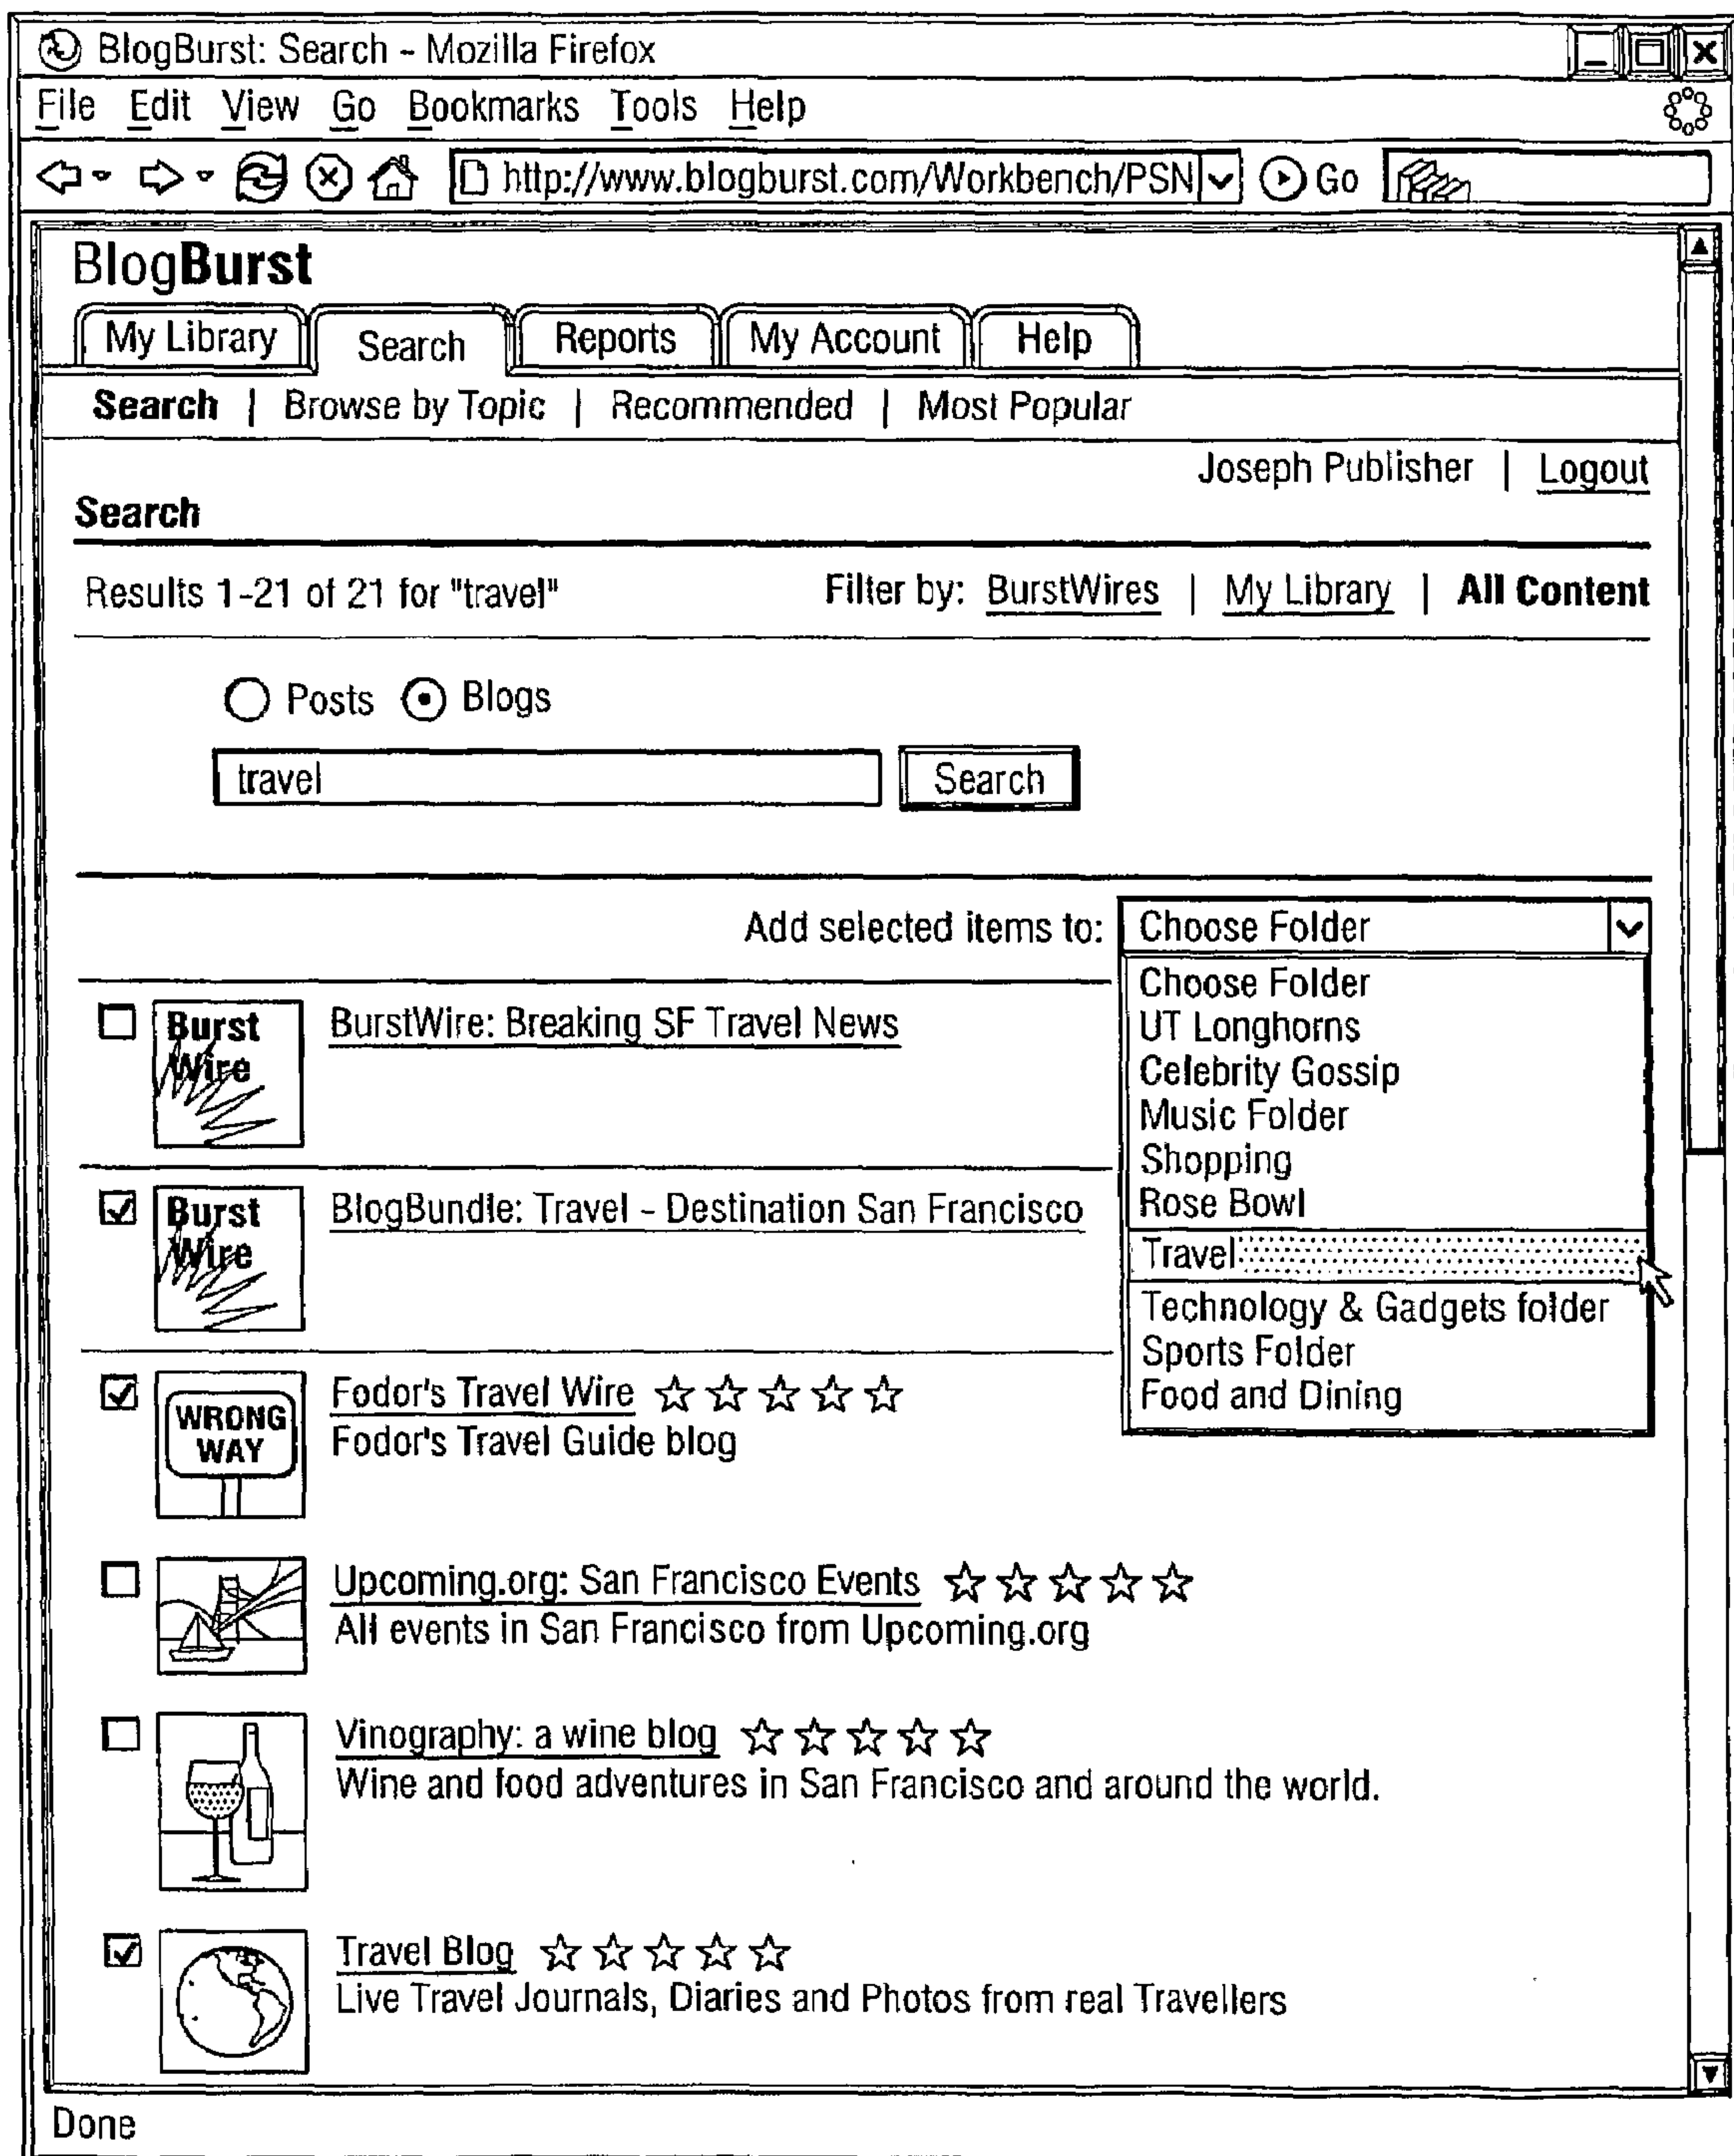 BlogBurst: Search - Mozilla Firefox
File Edit View Go Bookmarks Tools Help
http://www.blogburst.com/Workbench/PSN Go
BlogBurst
My Library Search Reports My Account Help
Search | Browse by Topic | Recommended | Most Popular
Joseph Publisher | Logout
Search
Results 1-21 of 21 for "travel" Filter by: BurstWires | My Library | All Content
Posts Blogs
travel Search
Add selected items to: Choose Folder
Choose Folder
UT Longhorns
Celebrity Gossip
Music Folder
Shopping
Rose Bowl
Travel
Technology & Gadgets folder
Sports Folder
Food and Dining
Burst Wire
BurstWire: Breaking SF Travel News
Burst Wire
BlogBundle: Travel - Destination San Francisco
WRONG WAY
Fodor's Travel Wire
Fodor's Travel Guide blog
Upcoming.org: San Francisco Events
All events in San Francisco from Upcoming.org
Vinography: a wine blog
Wine and food adventures in San Francisco and around the world.
Travel Blog
Live Travel Journals, Diaries and Photos from real Travellers
Done